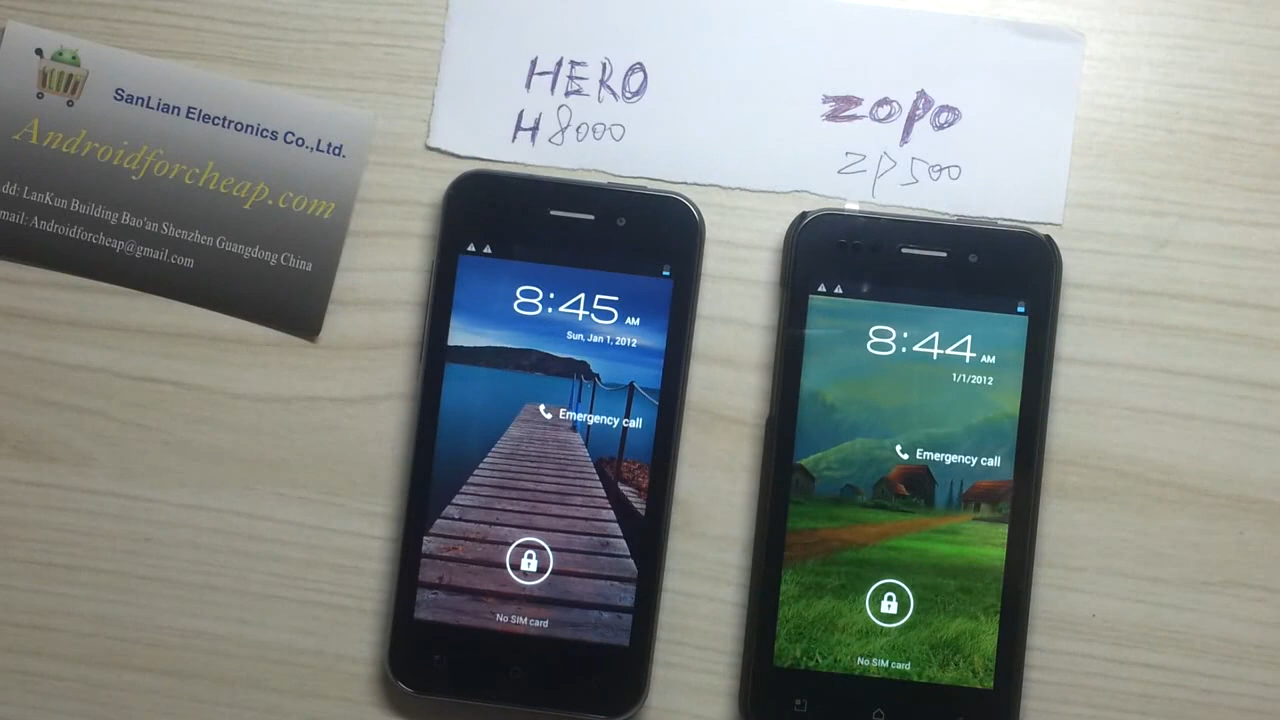 SanLian Electronics Co.,Ltd.
Androidforcheap.com
dd: LanKun Building Bao'an Shenzhen Guangdong China
mail: Androidforcheap@gmail.com
HERO
H8000
ZOPO
ZP500
8:45 AM
Sun, Jan 1, 2012
Emergency call
No SIM card
8:44 AM
1/1/2012
Emergency call
No SIM card